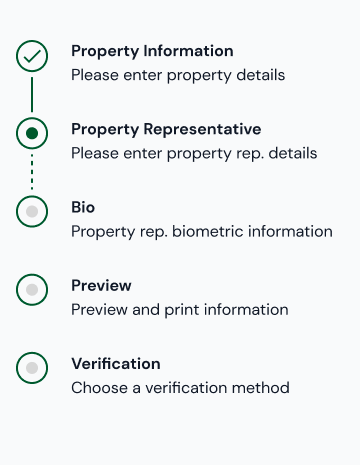 Property Information
Please enter property details
Property Representative
Please enter property rep. details
Bio
Property rep. biometric information
Preview
Preview and print information
Verification
Choose a verification method